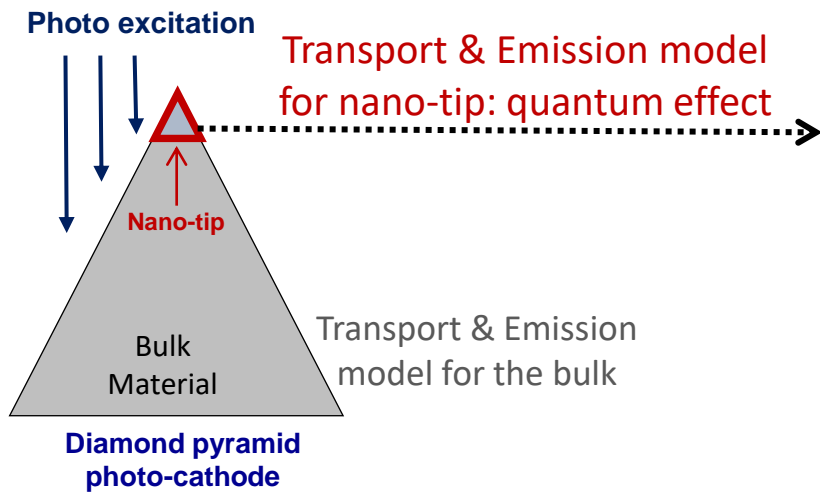 Photo excitation
Transport & Emission model
for nano-tip: quantum effect
Nano-tip
Transport & Emission
model for the bulk
Bulk
Material
Diamond pyramid
photo-cathode